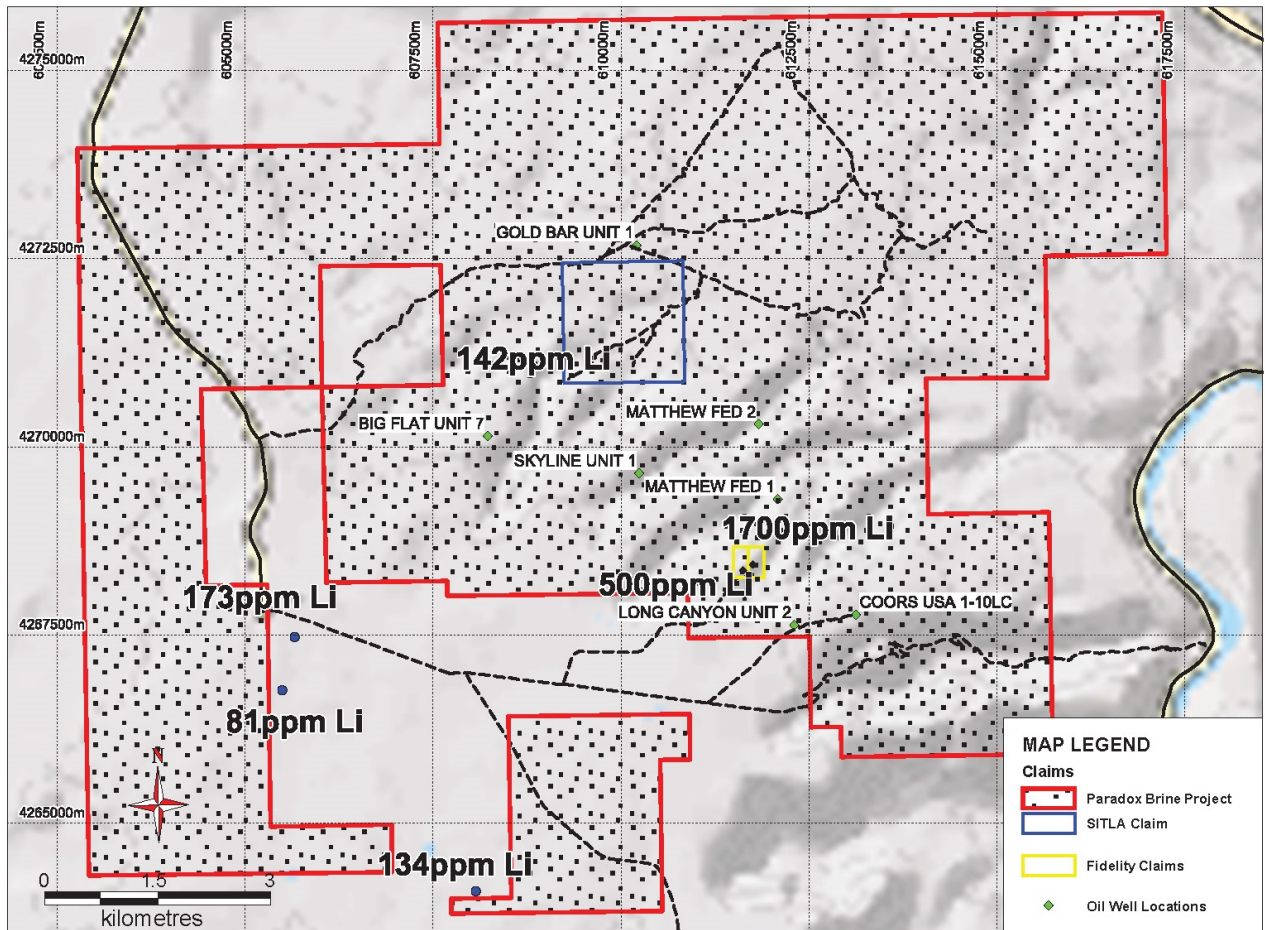 602500m
605000m
607500m
610000m
612500m
615000m
617500m
4275000m
GOLD BAR UNIT 1
4272500m
142ppm Li
MATTHEW FED 2
BIG FLAT UNIT 7
4270000m
SKYLINE UNIT 1
MATTHEW FED 1
1700ppm Li
500ppm Li
173ppm Li
COORS USA 1-10LC
LONG CANYON UNIT 2
4267500m
81ppm Li
N
4265000m
134ppm Li
0
1.5
3
kilometres
MAP LEGEND
Claims
Paradox Brine Project
SITLA Claim
Fidelity Claims
Oil Well Locations